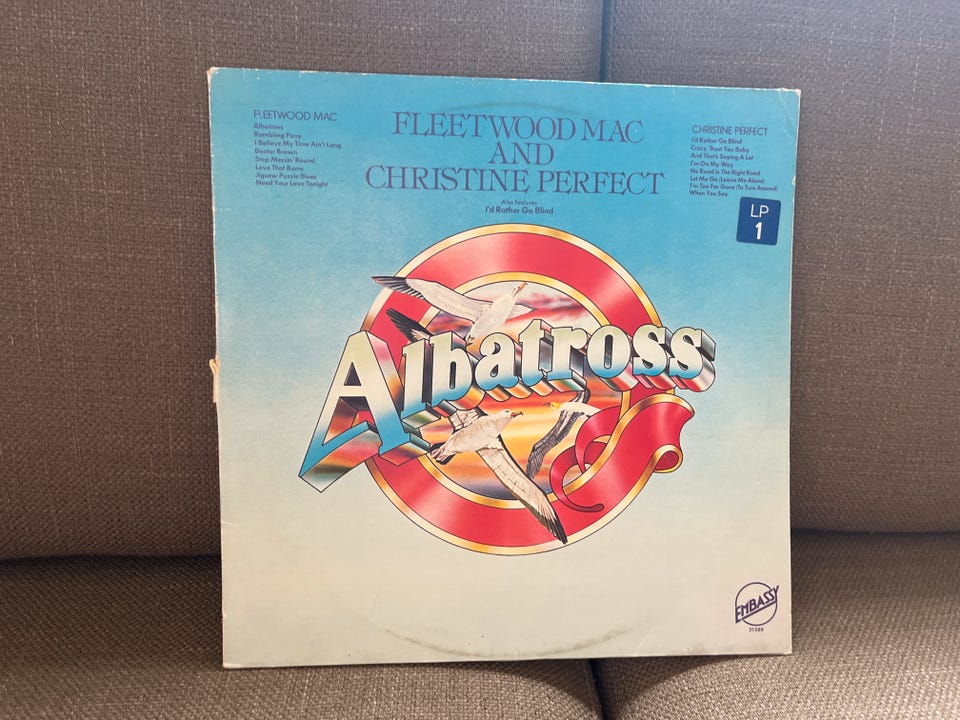 FLEETWOOD MAC
Albatross
Rambling Pony
I Believe My Time Ain't Long
Doctor Brown
Stop Messin' Round
Love That Burns
Jigsaw Puzzle Blues
Need Your Love Tonight
FLEETWOOD MAC
AND
CHRISTINE PERFECT
Also features
I'd Rather Go Blind
CHRISTINE PERFECT
I'd Rather Go Blind
Crazy 'Bout You Baby
And That's Saying A Lot
I'm On My Way
No Road Is The Right Road
Let Me Go (Leave Me Alone)
I'm Too Far Gone (To Turn Around)
When You Say
LP
1
Albatross
EMBASSY
31569